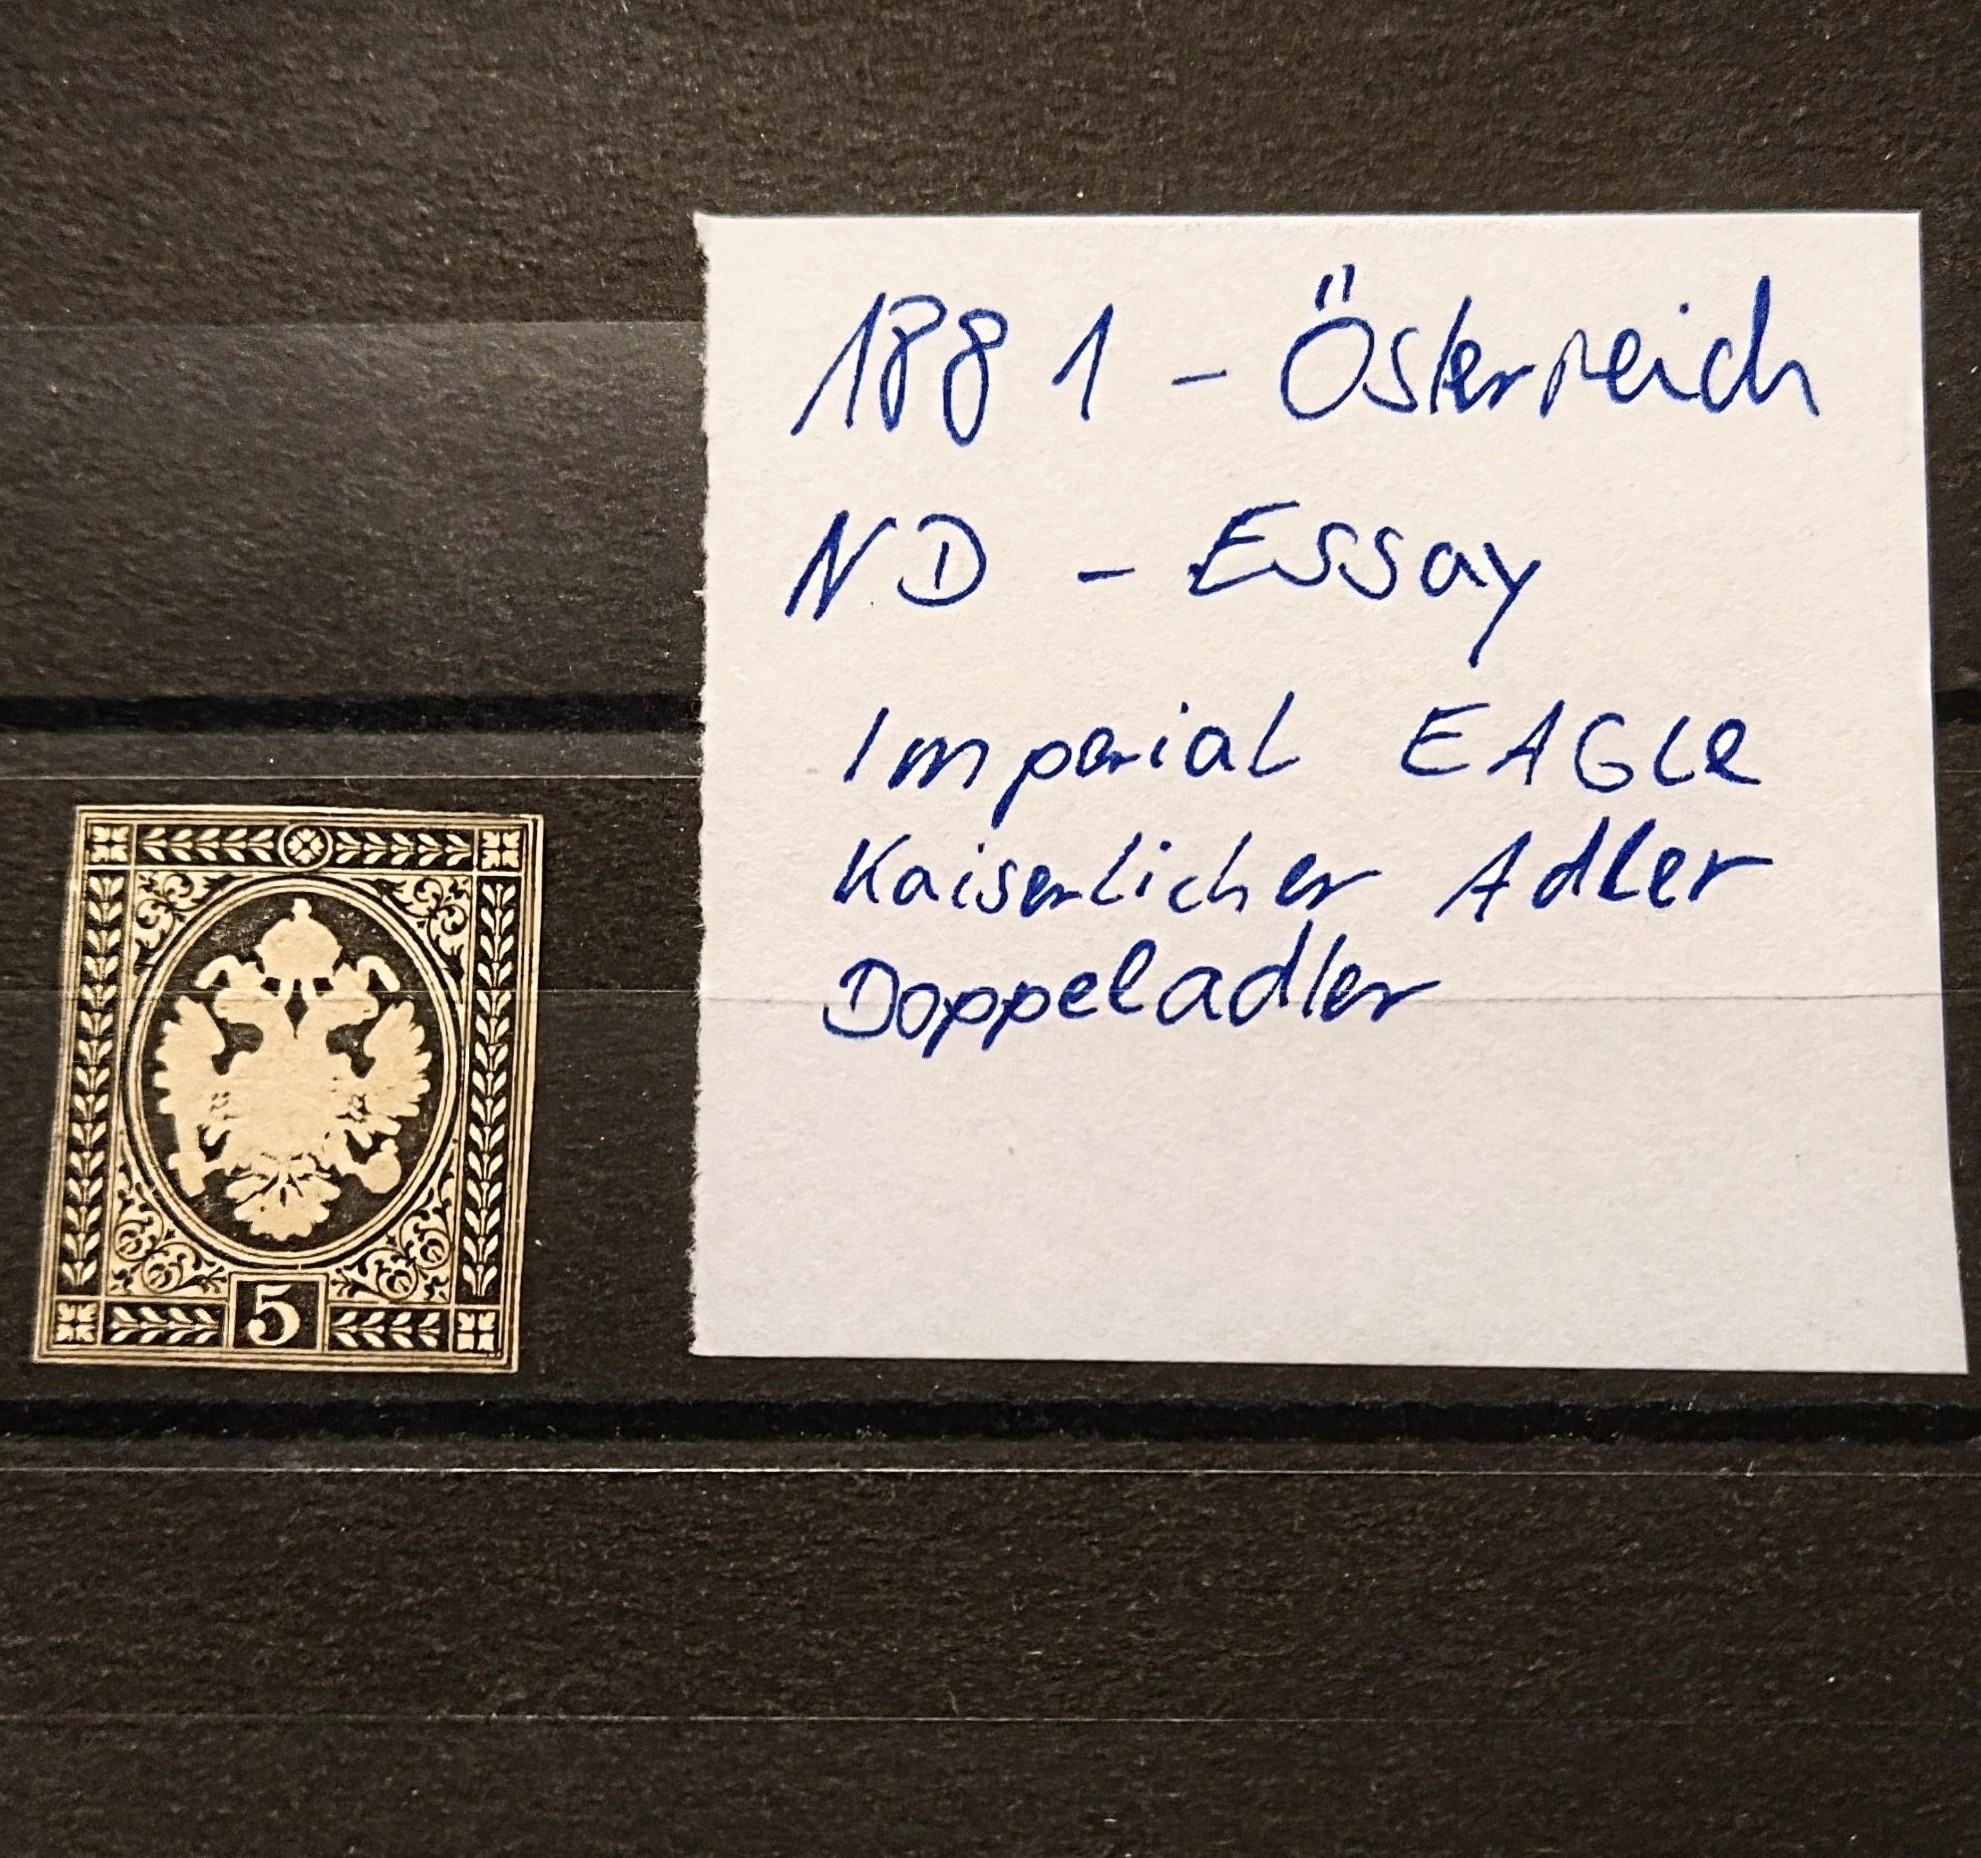 1881 - Österreich
ND - Essay
Imperial EAGLe
Kaiserlicher Adler
Doppeladler
5